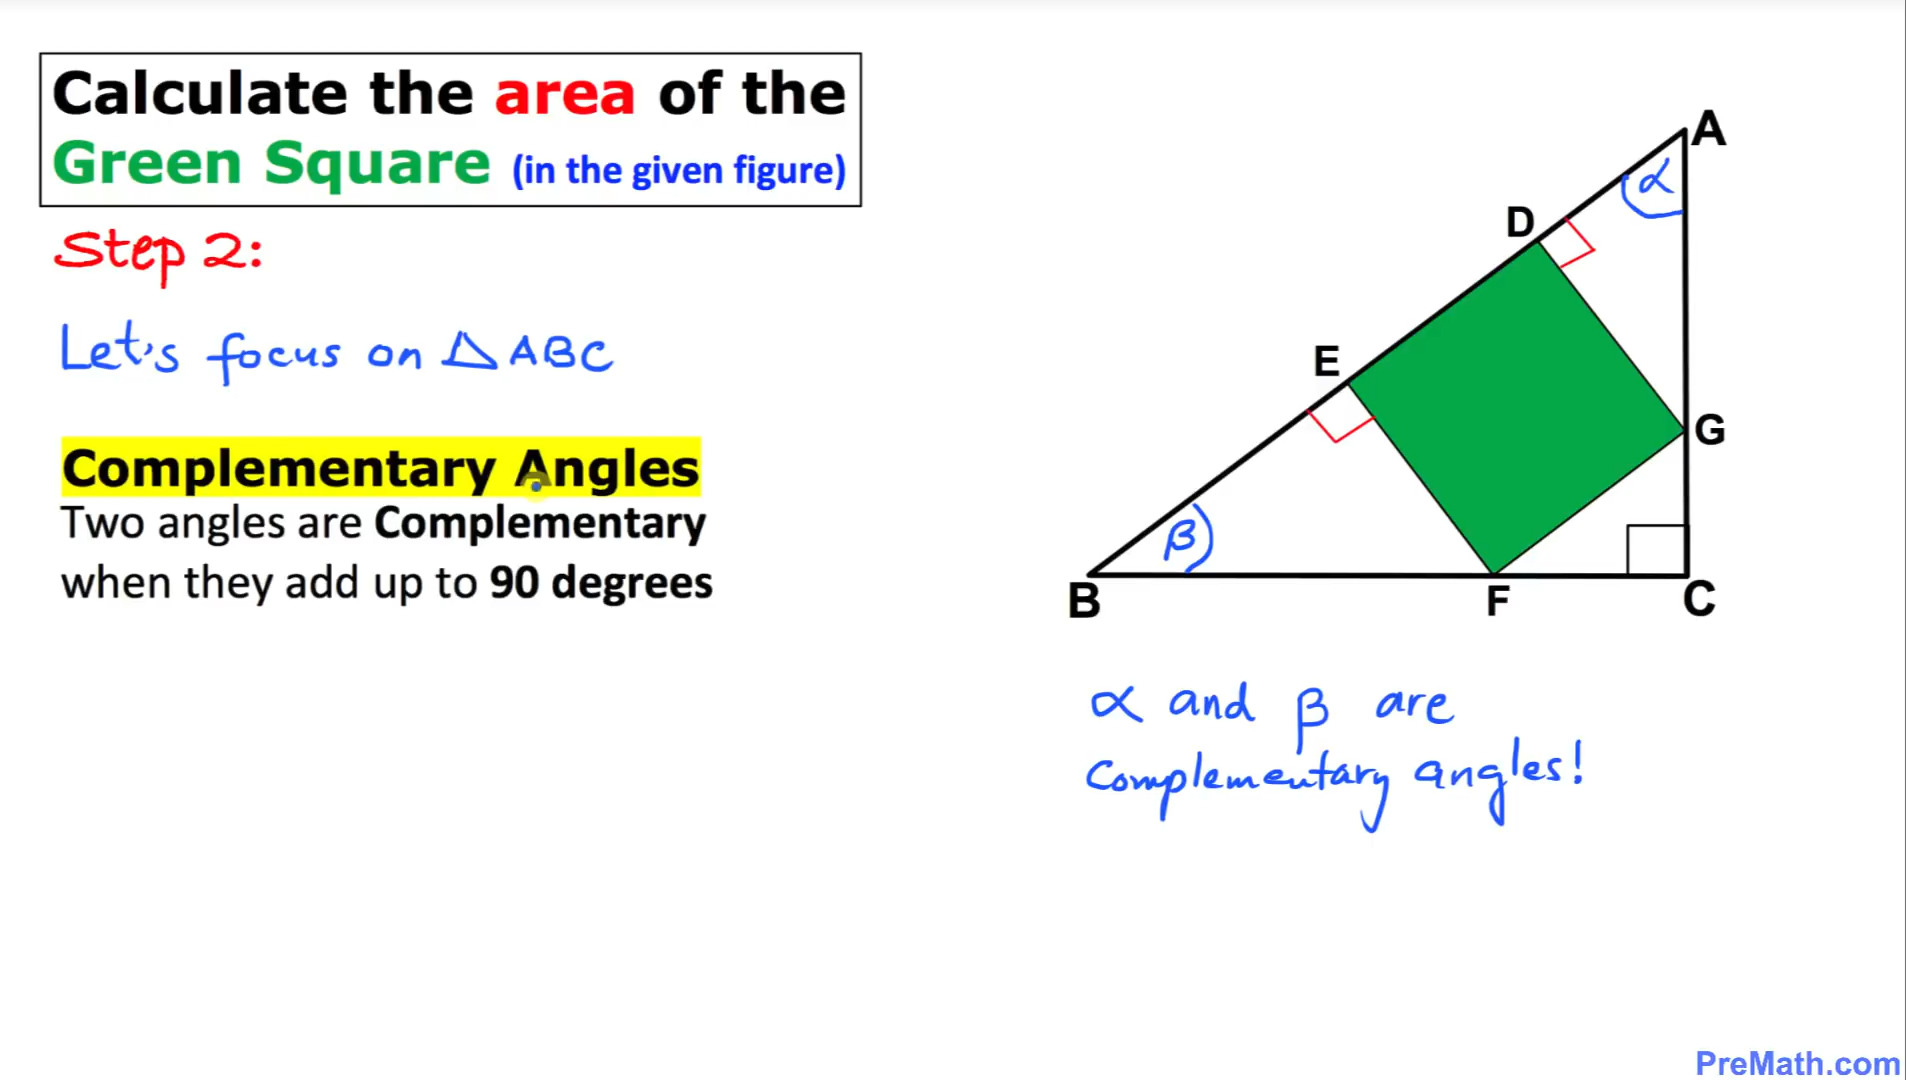 Calculate the area of the
Green Square (in the given figure)
Step 2:
Let's focus on △ABC
Complementary Angles
Two angles are Complementary
when they add up to 90 degrees
A
α
D
E
G
β
B
F
C
α and β are
complementary angles!
PreMath.com